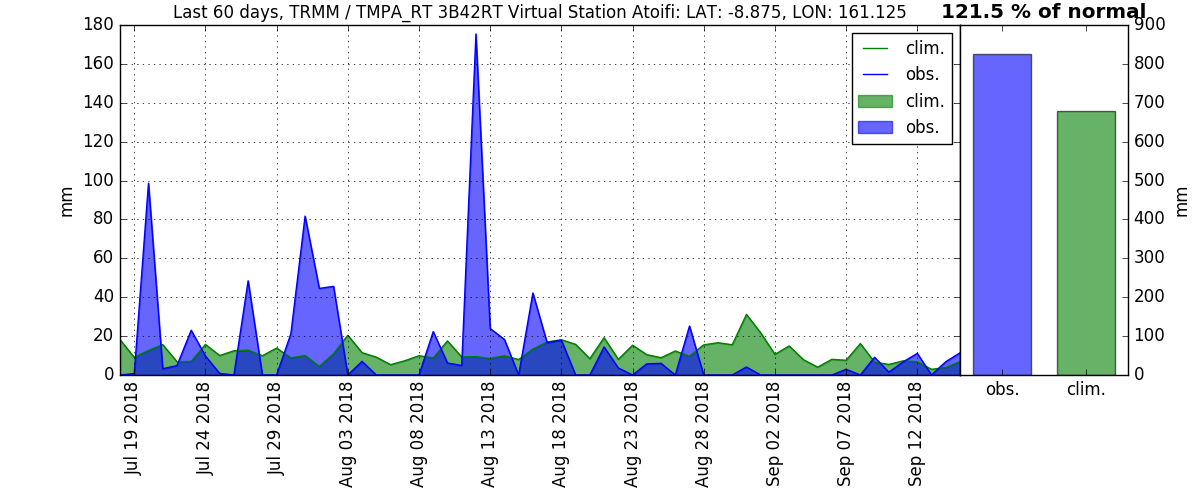 Last 60 days, TRMM / TMPA_RT 3B42RT Virtual Station Atoifi: LAT: -8.875, LON: 161.125
121.5 % of normal
180
160
140
120
100
80
60
40
20
0
mm
clim.
obs.
clim.
obs.
900
800
700
600
500
400
300
200
100
0
mm
Jul 19 2018
Jul 24 2018
Jul 29 2018
Aug 03 2018
Aug 08 2018
Aug 13 2018
Aug 18 2018
Aug 23 2018
Aug 28 2018
Sep 02 2018
Sep 07 2018
Sep 12 2018
obs.
clim.